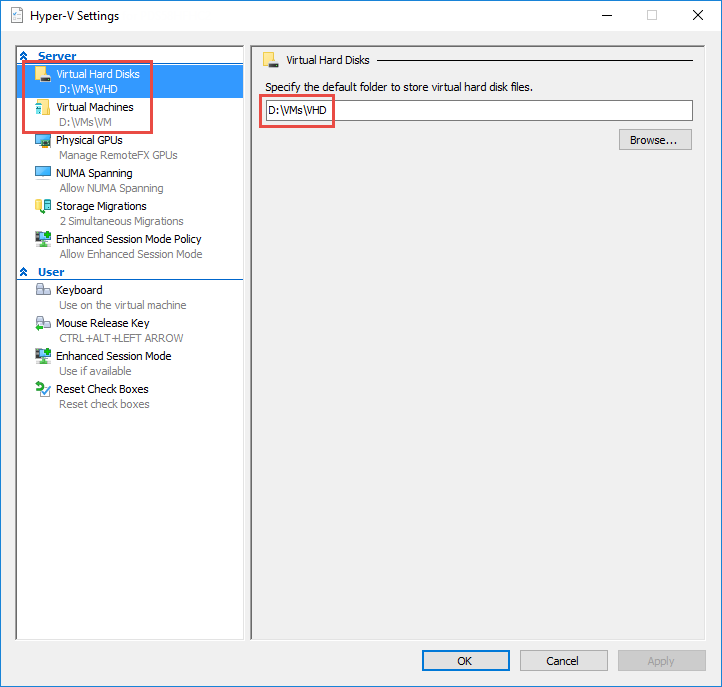 Hyper-V Settings
Server
Virtual Hard Disks
D:\VMs\VHD
Virtual Machines
D:\VMs\VM
Physical GPUs
Manage RemoteFX GPUs
NUMA Spanning
Allow NUMA Spanning
Storage Migrations
2 Simultaneous Migrations
Enhanced Session Mode Policy
Allow Enhanced Session Mode
User
Keyboard
Use on the virtual machine
Mouse Release Key
CTRL+ALT+LEFT ARROW
Enhanced Session Mode
Use if available
Reset Check Boxes
Reset check boxes
Virtual Hard Disks
Specify the default folder to store virtual hard disk files.
D:\VMs\VHD
Browse...
OK
Cancel
Apply